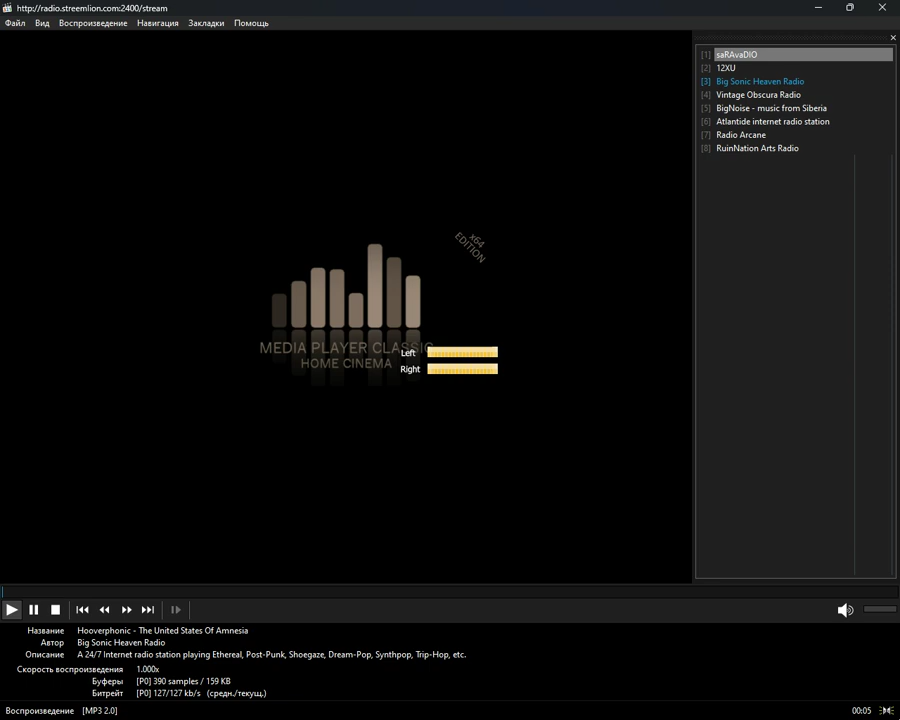 http://radio.streemlion.com:2400/stream
Файл Вид Воспроизведение Навигация Закладки Помощь
[1] saRAvaDIO
[2] 12XU
[3] Big Sonic Heaven Radio
[4] Vintage Obscura Radio
[5] BigNoise - music from Siberia
[6] Atlantide internet radio station
[7] Radio Arcane
[8] RuinNation Arts Radio
x64
EDITION
MEDIA PLAYER CLASSIC
HOME CINEMA
Left
Right
Название Hooverphonic - The United States Of Amnesia
Автор Big Sonic Heaven Radio
Описание A 24/7 Internet radio station playing Ethereal, Post-Punk, Shoegaze, Dream-Pop, Synthpop, Trip-Hop, etc.
Скорость воспроизведения 1.000x
Буферы [P0] 390 samples / 159 KB
Битрейт [P0] 127/127 kb/s (средн./текущ.)
Воспроизведение [MP3 2.0] 00:05